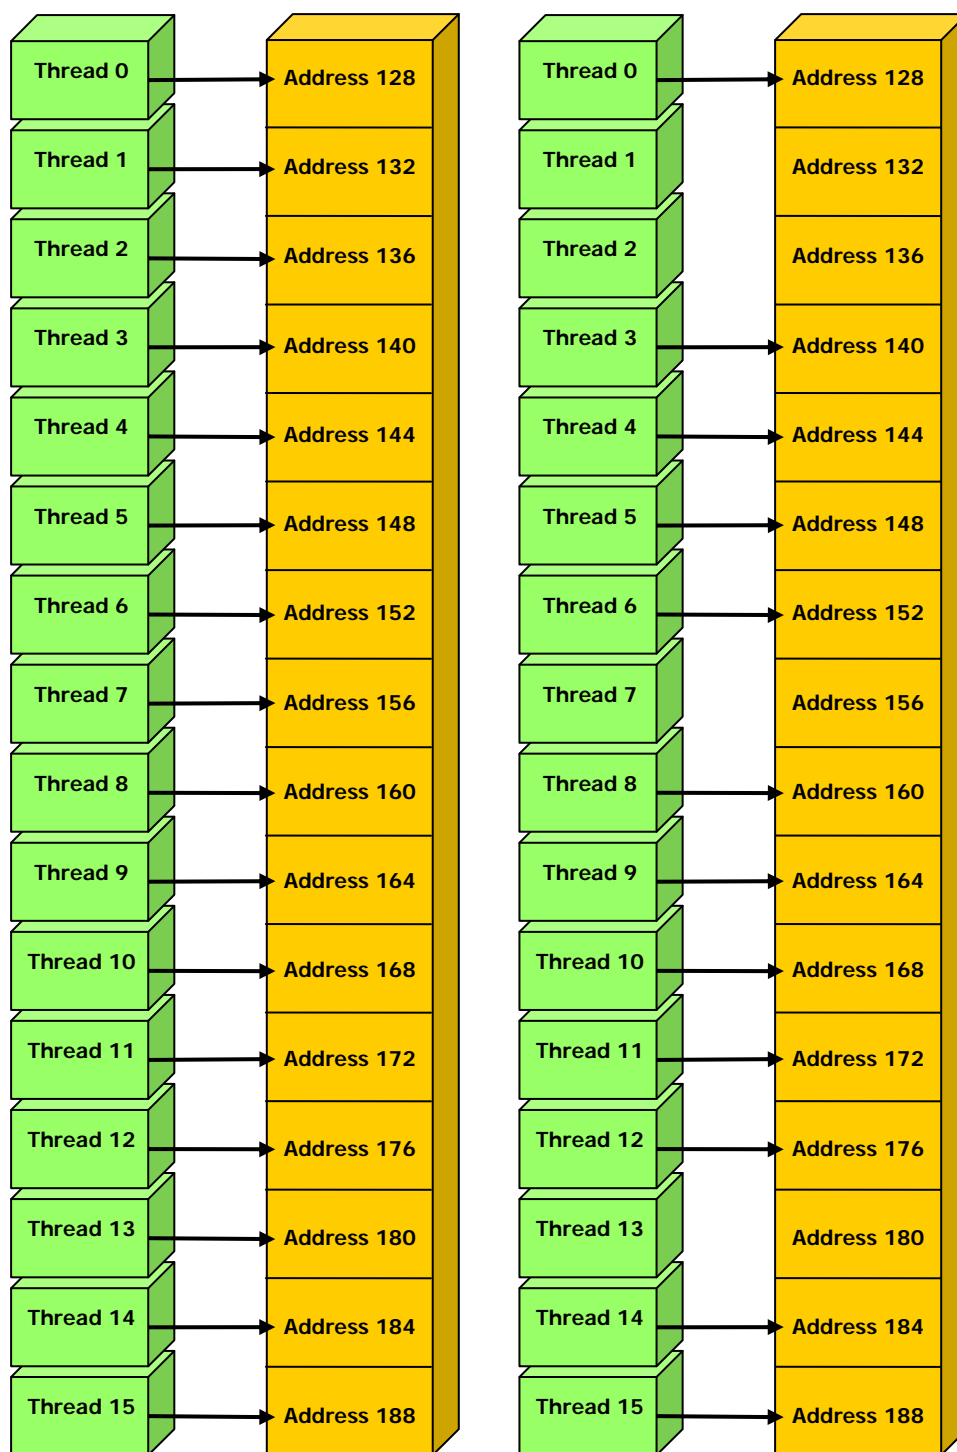 Thread 0 Address 128 Thread 0 Address 128
Thread 1 Address 132 Thread 1 Address 132
Thread 2 Address 136 Thread 2 Address 136
Thread 3 Address 140 Thread 3 Address 140
Thread 4 Address 144 Thread 4 Address 144
Thread 5 Address 148 Thread 5 Address 148
Thread 6 Address 152 Thread 6 Address 152
Thread 7 Address 156 Thread 7 Address 156
Thread 8 Address 160 Thread 8 Address 160
Thread 9 Address 164 Thread 9 Address 164
Thread 10 Address 168 Thread 10 Address 168
Thread 11 Address 172 Thread 11 Address 172
Thread 12 Address 176 Thread 12 Address 176
Thread 13 Address 180 Thread 13 Address 180
Thread 14 Address 184 Thread 14 Address 184
Thread 15 Address 188 Thread 15 Address 188